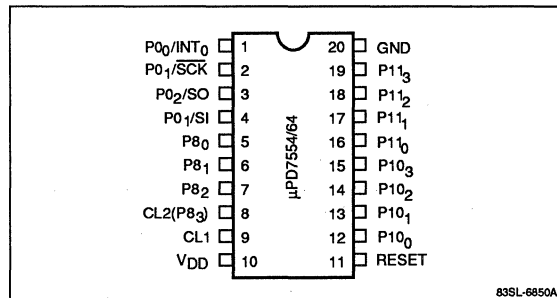 P0₀/INT₀ 1 20 GND
P0₁/SCK 2 19 P11₃
P0₂/SO 3 18 P11₂
P0₁/SI 4 17 P11₁
P8₀ 5 16 P11₀
P8₁ 6 15 P10₃
P8₂ 7 14 P10₂
CL2(P8₃) 8 13 P10₁
CL1 9 12 P10₀
VDD 10 11 RESET
µPD7554/64
83SL-6850A